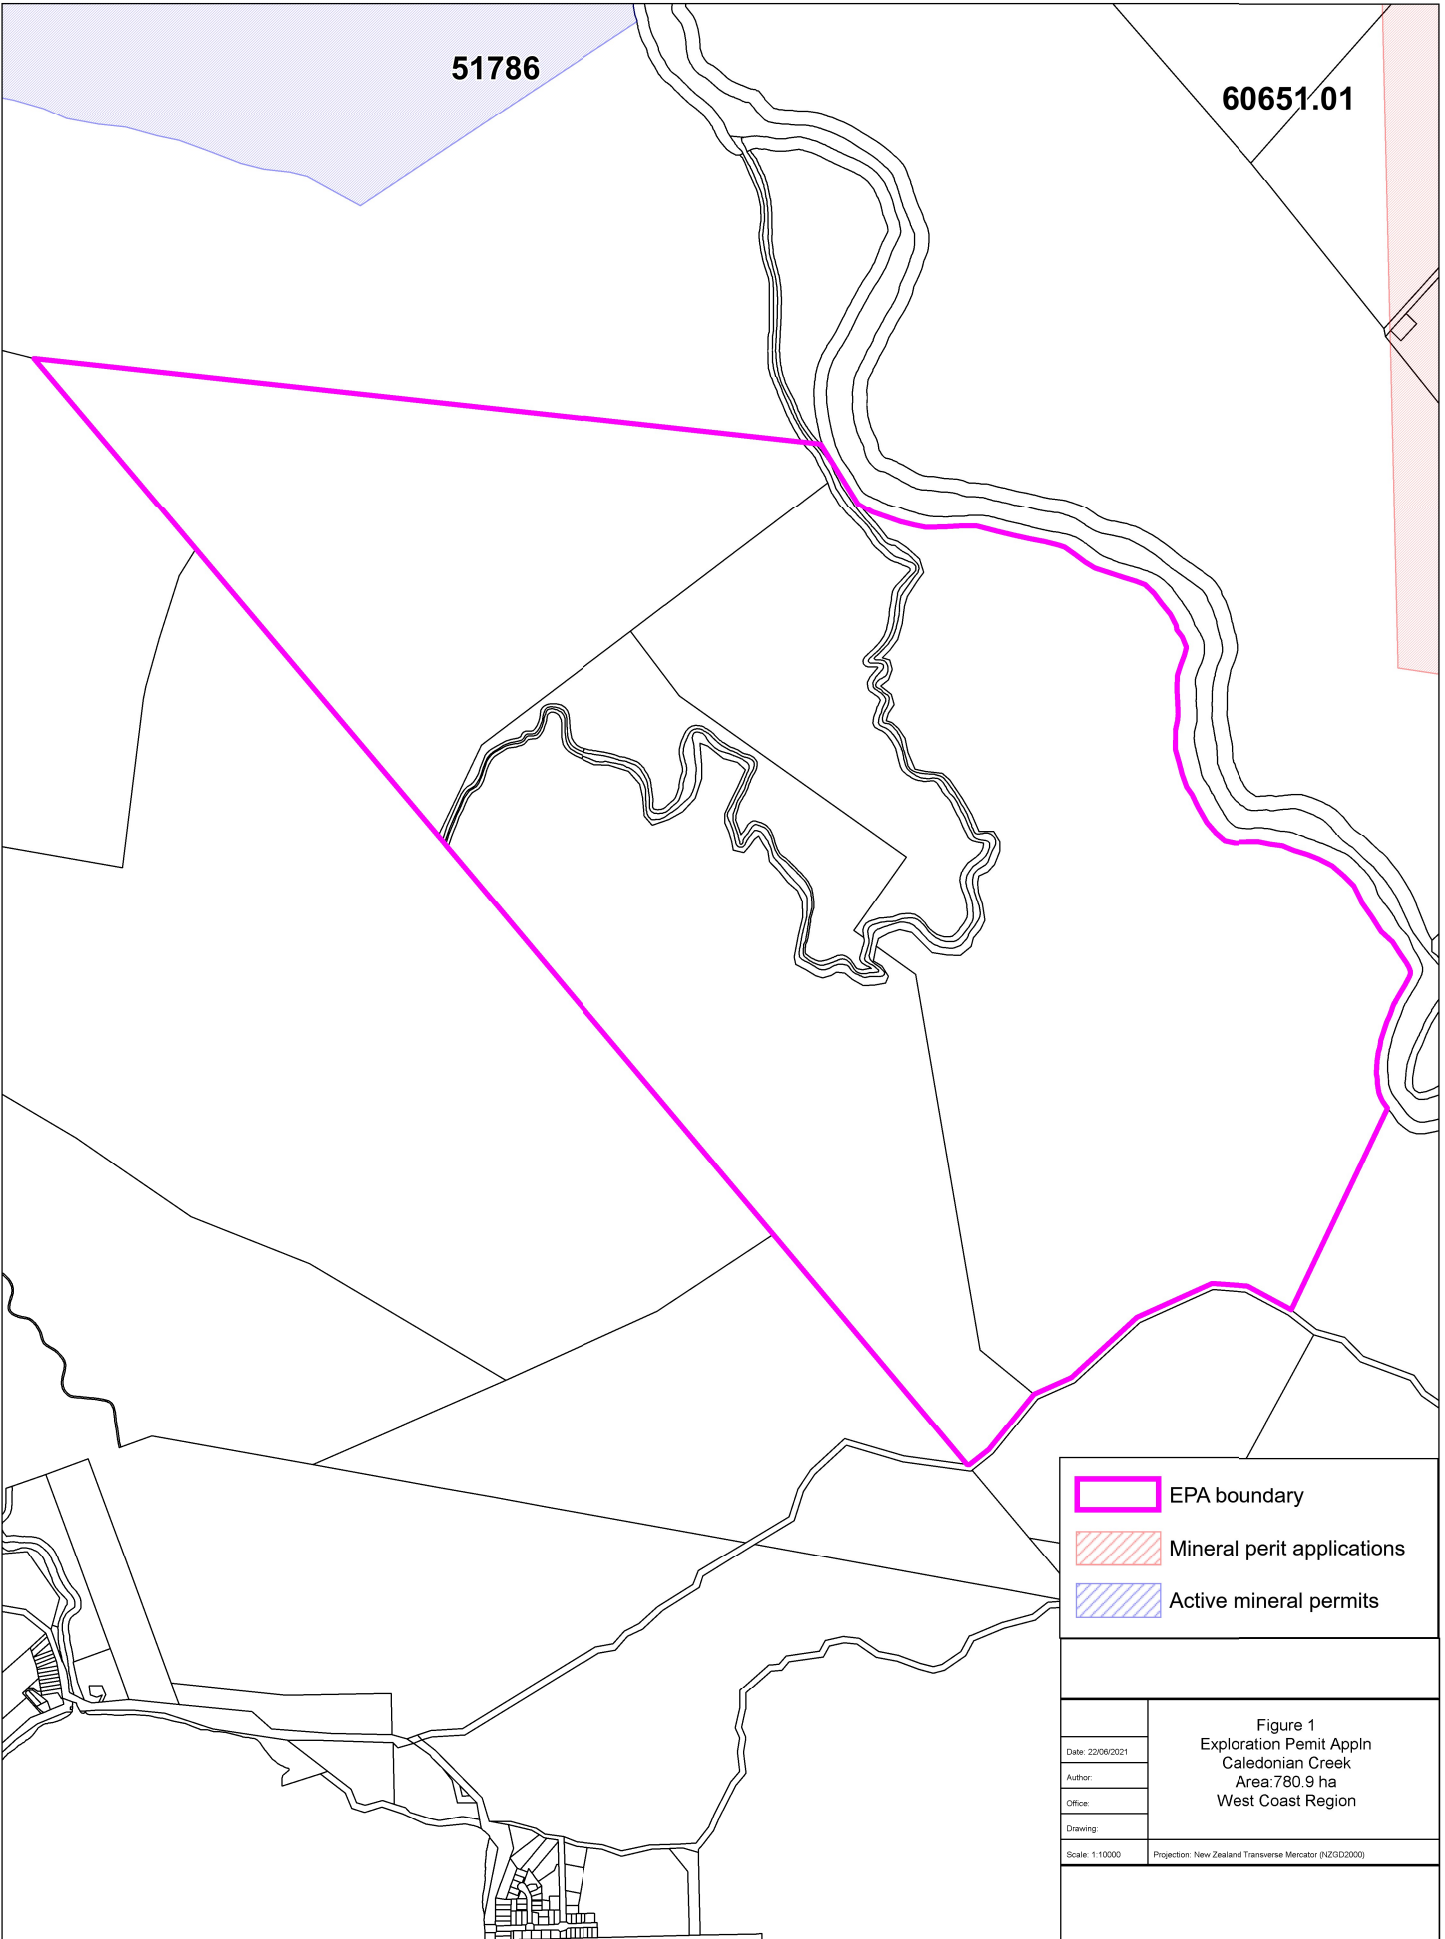 51786
60651.01
EPA boundary
Mineral perit applications
Active mineral permits
Figure 1
Exploration Pemit Appln
Caledonian Creek
Area:780.9 ha
West Coast Region
Date: 22/06/2021
Author:
Office:
Drawing:
Scale: 1:10000
Projection: New Zealand Transverse Mercator (NZGD2000)